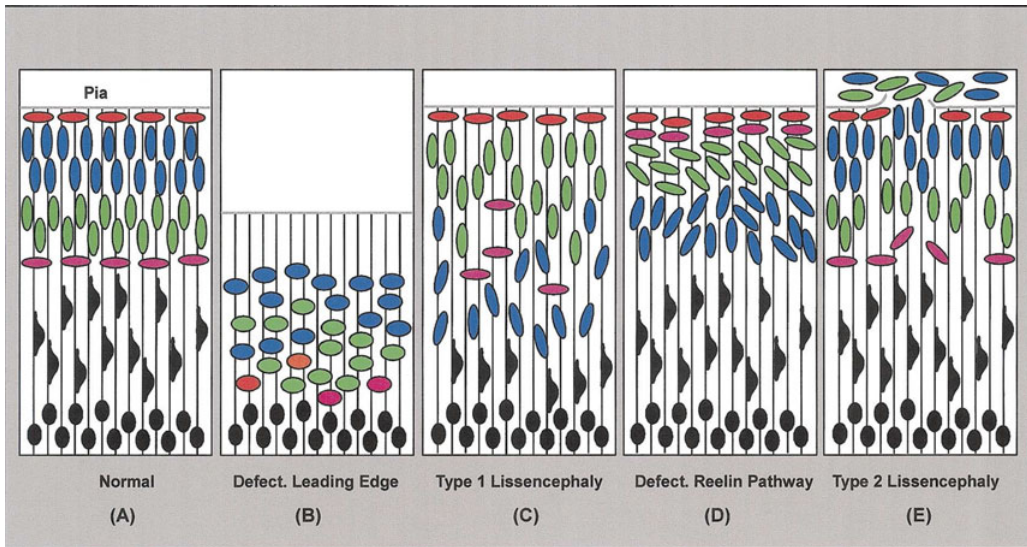 Pia
Normal
Defect. Leading Edge
Type 1 Lissencephaly
Defect. Reelin Pathway
Type 2 Lissencephaly
(A)
(B)
(C)
(D)
(E)